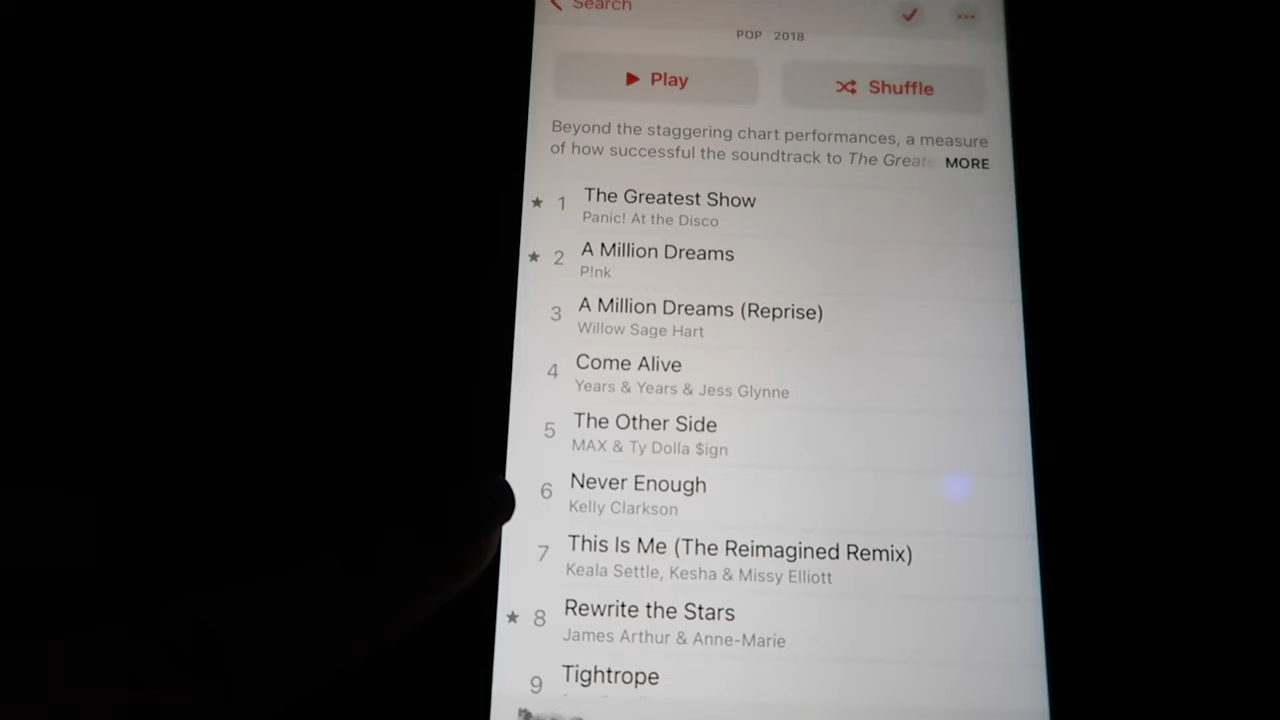 Search
POP · 2018
Play
Shuffle
Beyond the staggering chart performances, a measure
of how successful the soundtrack to The Great MORE
★ 1 The Greatest Show
Panic! At the Disco
★ 2 A Million Dreams
P!nk
3 A Million Dreams (Reprise)
Willow Sage Hart
4 Come Alive
Years & Years & Jess Glynne
5 The Other Side
MAX & Ty Dolla $ign
6 Never Enough
Kelly Clarkson
7 This Is Me (The Reimagined Remix)
Keala Settle, Kesha & Missy Elliott
★ 8 Rewrite the Stars
James Arthur & Anne-Marie
9 Tightrope